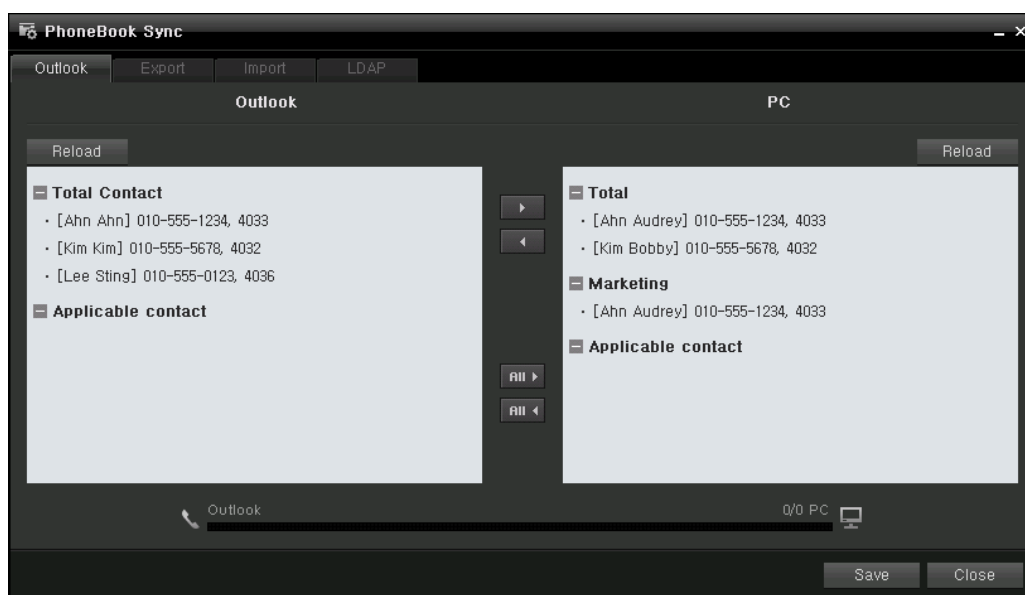 PhoneBook Sync
Outlook Export Import LDAP
Outlook PC
Reload Reload
Total Contact
· [Ahn Ahn] 010-555-1234, 4033
· [Kim Kim] 010-555-5678, 4032
· [Lee Sting] 010-555-0123, 4036
Applicable contact
Total
· [Ahn Audrey] 010-555-1234, 4033
· [Kim Bobby] 010-555-5678, 4032
Marketing
· [Ahn Audrey] 010-555-1234, 4033
Applicable contact
All
All
Outlook 0/0 PC
Save Close